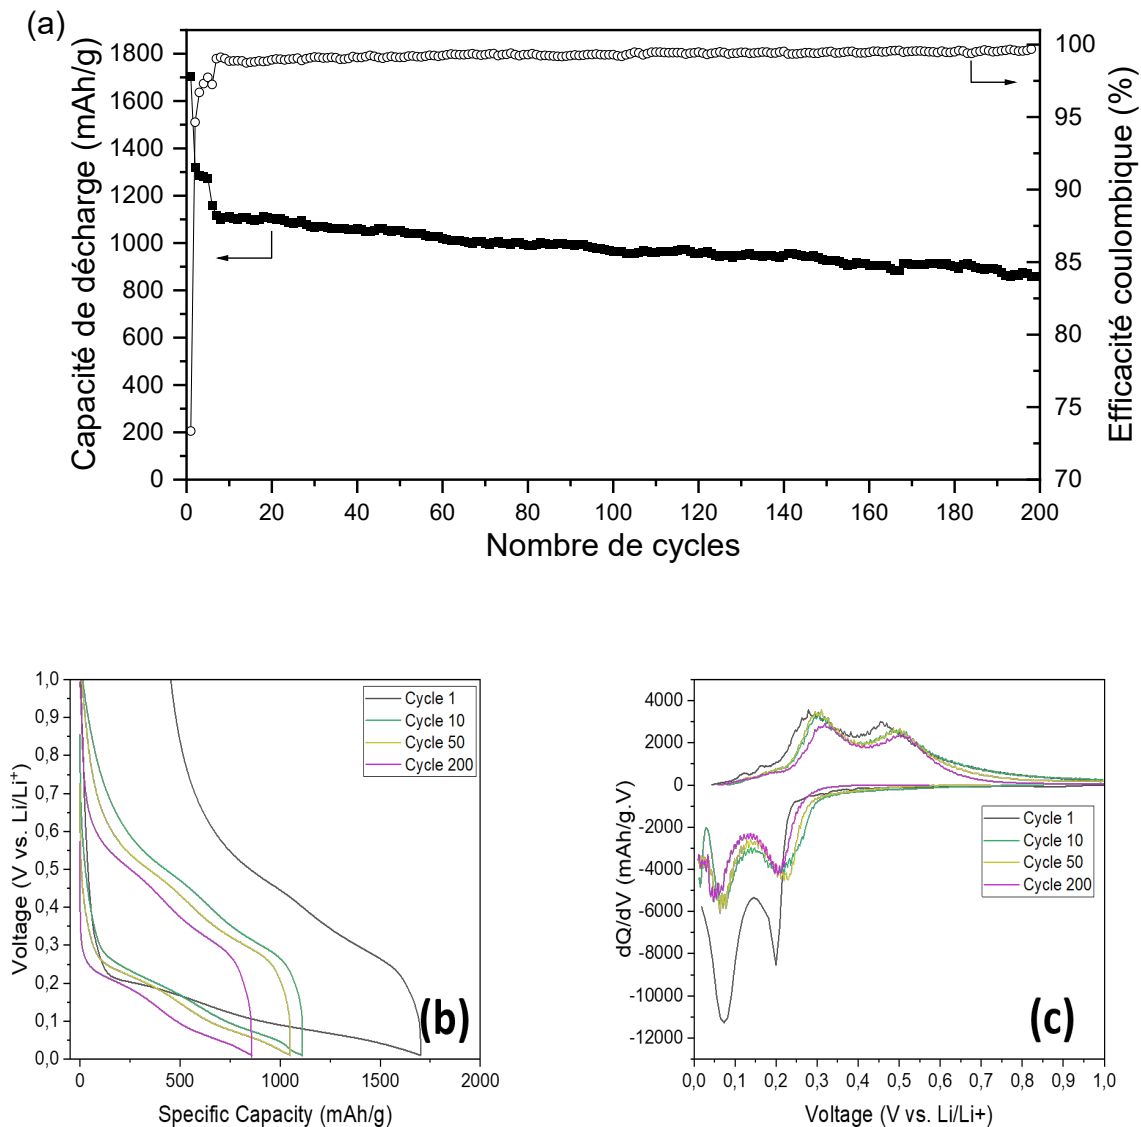 (a)
Capacité de décharge (mAh/g)
1800
1600
1400
1200
1000
800
600
400
200
0
100
95
90
85
80
75
70
Efficacité coulombique (%)
0 20 40 60 80 100 120 140 160 180 200
Nombre de cycles
Voltage (V vs. Li/Li⁺)
1,0
0,9
0,8
0,7
0,6
0,5
0,4
0,3
0,2
0,1
0,0
Cycle 1
Cycle 10
Cycle 50
Cycle 200
(b)
0 500 1000 1500 2000
Specific Capacity (mAh/g)
dQ/dV (mAh/g.V)
4000
2000
0
-2000
-4000
-6000
-8000
-10000
-12000
Cycle 1
Cycle 10
Cycle 50
Cycle 200
(c)
0,0 0,1 0,2 0,3 0,4 0,5 0,6 0,7 0,8 0,9 1,0
Voltage (V vs. Li/Li+)